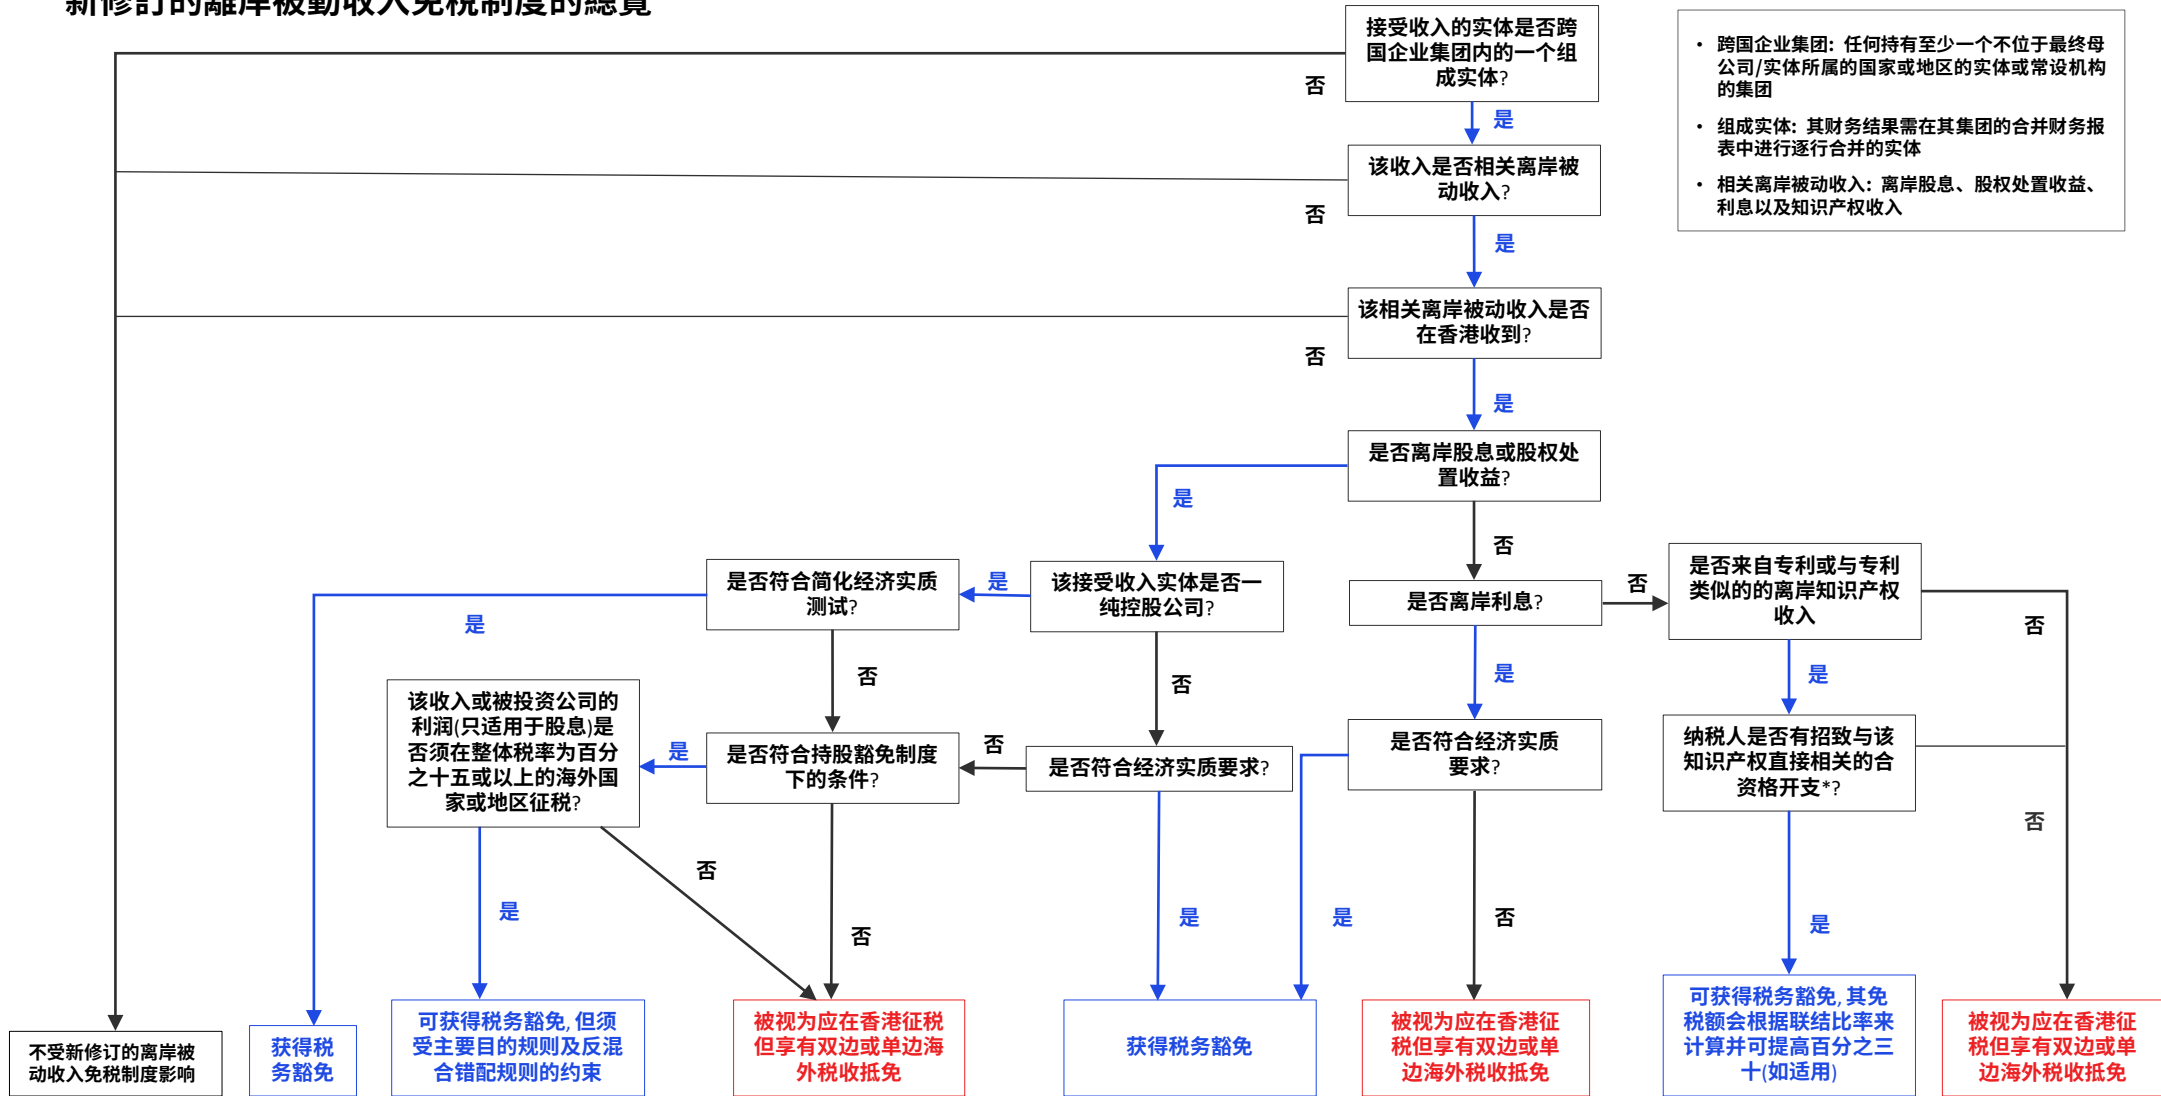 新修訂的離岸被動收入免税制度的總覽
接受收入的实体是否跨
国企业集团内的一个组
成实体?
• 跨国企业集团: 任何持有至少一个不位于最终母
公司/实体所属的国家或地区的实体或常设机构
的集团
• 组成实体: 其财务结果需在其集团的合并财务报
表中进行逐行合并的实体
• 相关离岸被动收入: 离岸股息、股权处置收益、
利息以及知识产权收入
否
是
该收入是否相关离岸被
动收入?
否
是
该相关离岸被动收入是否
在香港收到?
否
是
是否离岸股息或股权处
置收益?
是
否
是否符合简化经济实质
测试?
是
该接受收入实体是否一
纯控股公司?
是否离岸利息?
否
是否来自专利或与专利
类似的的离岸知识产权
收入
是
否
否
否
是
是
该收入或被投资公司的
利润(只适用于股息)是
否须在整体税率为百分
之十五或以上的海外国
家或地区征税?
是
是否符合持股豁免制度
下的条件?
否
是否符合经济实质要求?
是否符合经济实质
要求?
纳税人是否有招致与该
知识产权直接相关的合
资格开支*?
否
否
是
否
是
是
否
是
不受新修订的离岸被
动收入免税制度影响
获得税
务豁免
可获得税务豁免, 但须
受主要目的规则及反混
合错配规则的约束
被视为应在香港征税
但享有双边或单边海
外税收抵免
获得税务豁免
被视为应在香港征
税但享有双边或单
边海外税收抵免
可获得税务豁免, 其免
税额会根据联结比率来
计算并可提高百分之三
十(如适用)
被视为应在香港征
税但享有双边或单
边海外税收抵免